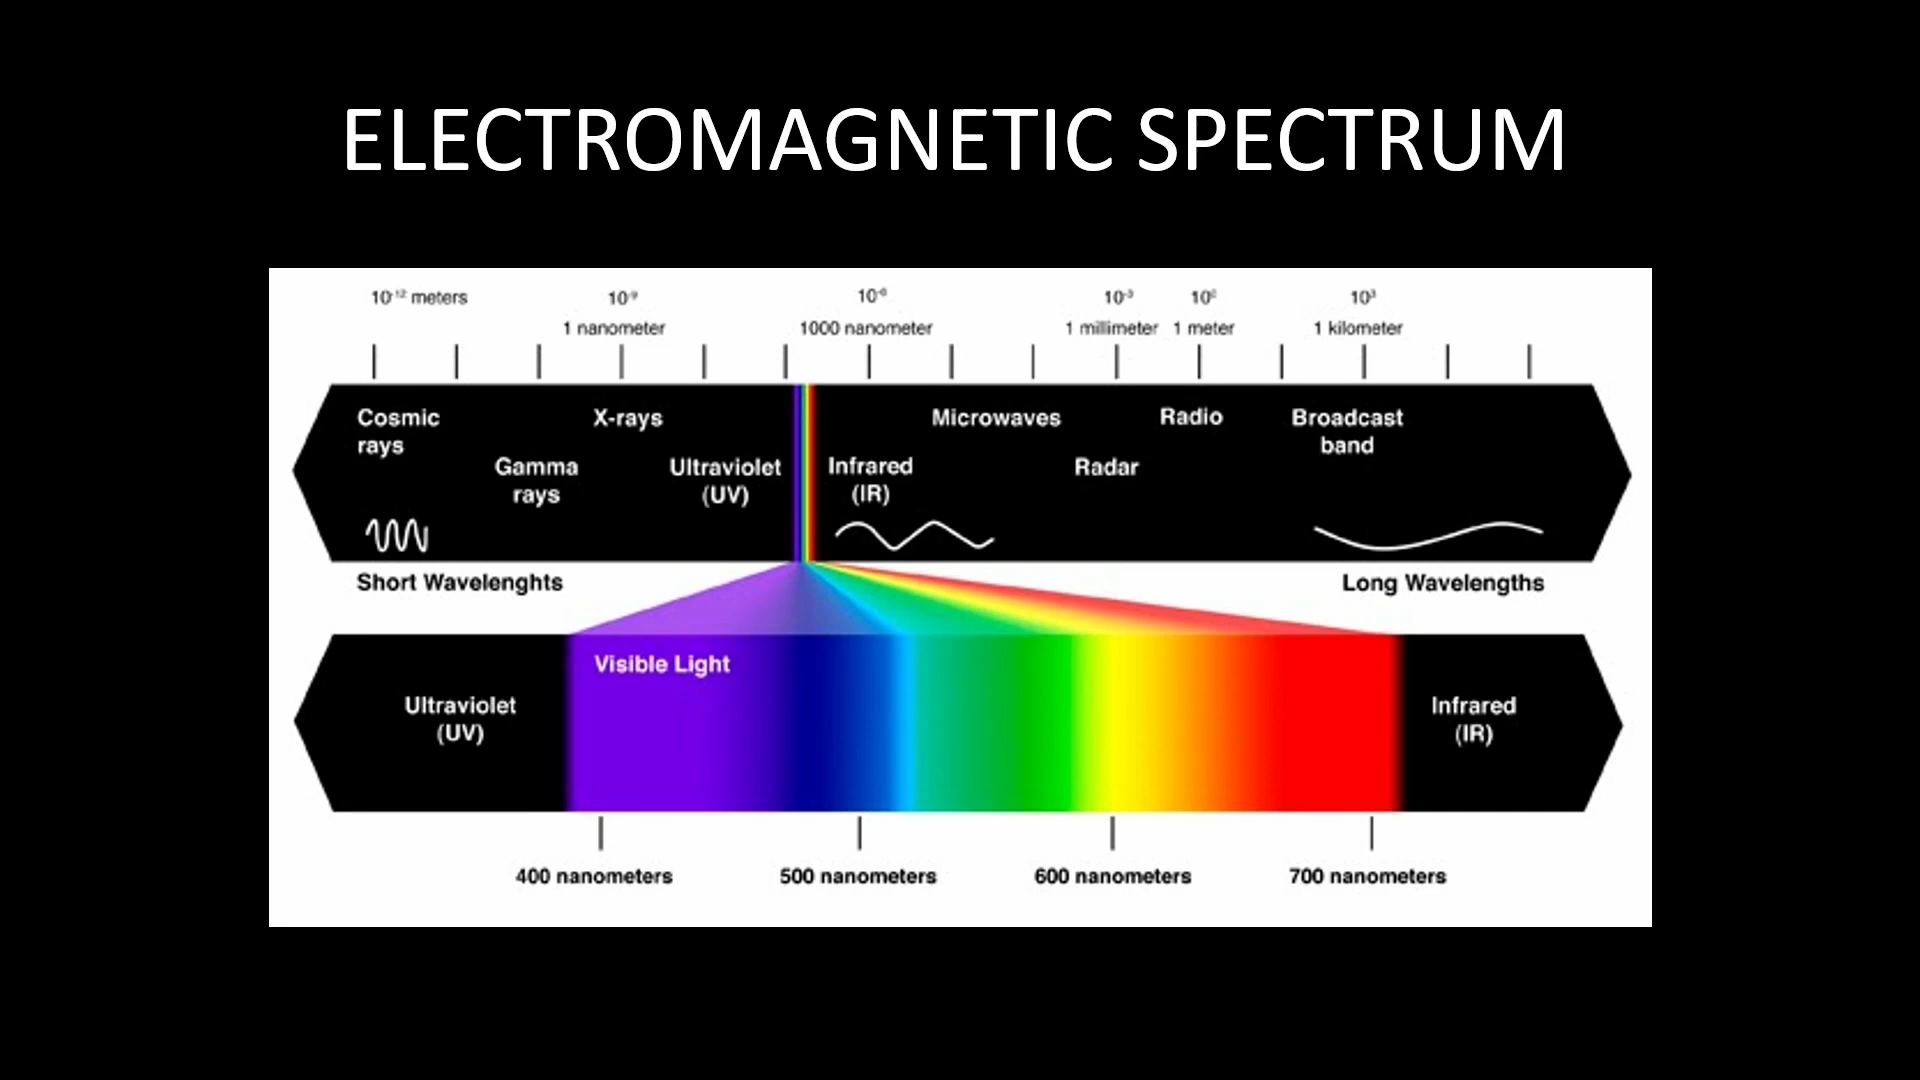 ELECTROMAGNETIC SPECTRUM
10⁻¹² meters 10⁻⁹ 10⁻⁶ 10⁻³ 10⁰ 10³
1 nanometer 1000 nanometer 1 millimeter 1 meter 1 kilometer
Cosmic
rays
Gamma
rays
X-rays
Ultraviolet
(UV)
Infrared
(IR)
Microwaves
Radar
Radio
Broadcast
band
Short Wavelenghts
Long Wavelengths
Visible Light
Ultraviolet
(UV)
Infrared
(IR)
400 nanometers 500 nanometers 600 nanometers 700 nanometers